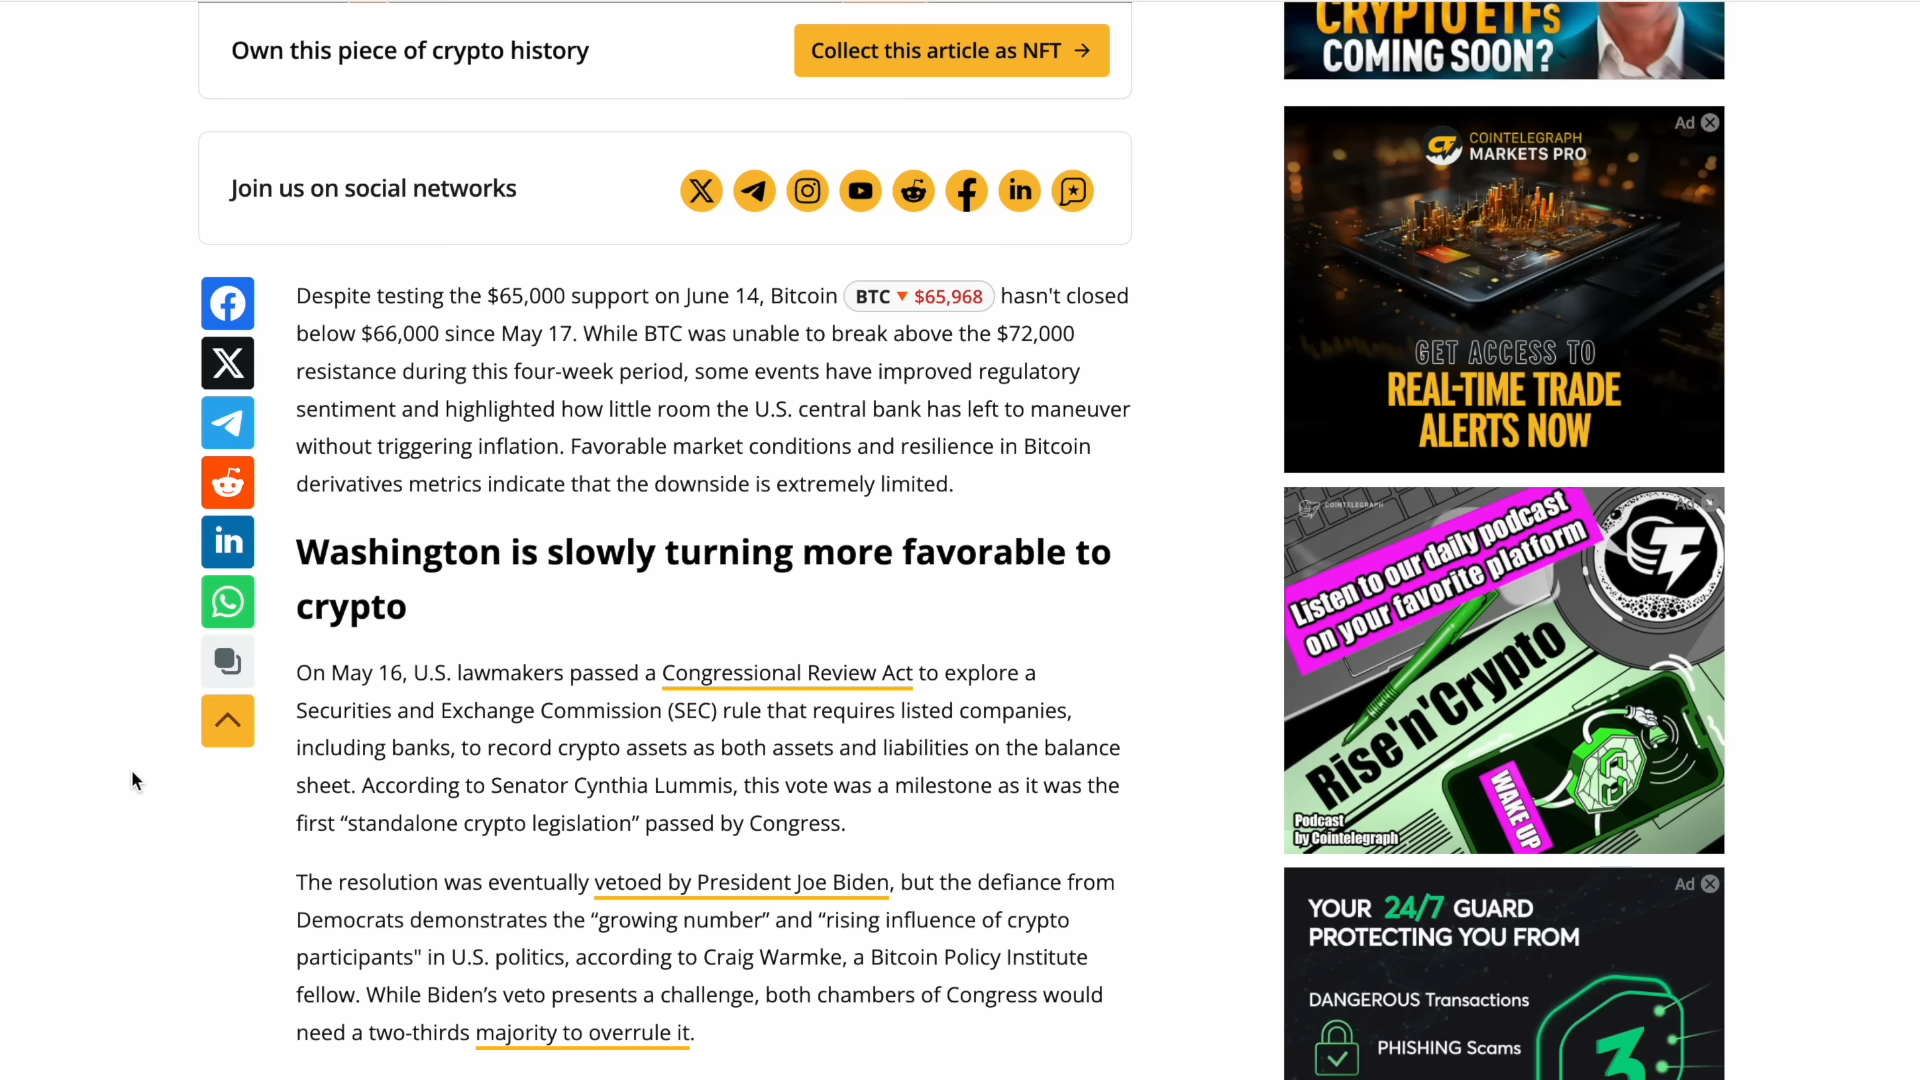 Own this piece of crypto history
Collect this article as NFT →
Join us on social networks
Despite testing the $65,000 support on June 14, Bitcoin BTC ▼ $65,968 hasn't closed
below $66,000 since May 17. While BTC was unable to break above the $72,000
resistance during this four-week period, some events have improved regulatory
sentiment and highlighted how little room the U.S. central bank has left to maneuver
without triggering inflation. Favorable market conditions and resilience in Bitcoin
derivatives metrics indicate that the downside is extremely limited.
Washington is slowly turning more favorable to
crypto
On May 16, U.S. lawmakers passed a Congressional Review Act to explore a
Securities and Exchange Commission (SEC) rule that requires listed companies,
including banks, to record crypto assets as both assets and liabilities on the balance
sheet. According to Senator Cynthia Lummis, this vote was a milestone as it was the
first “standalone crypto legislation” passed by Congress.
The resolution was eventually vetoed by President Joe Biden, but the defiance from
Democrats demonstrates the “growing number” and “rising influence of crypto
participants" in U.S. politics, according to Craig Warmke, a Bitcoin Policy Institute
fellow. While Biden’s veto presents a challenge, both chambers of Congress would
need a two-thirds majority to overrule it.
CRYPTO ETFs
COMING SOON?
Ad
COINTELEGRAPH
MARKETS PRO
GET ACCESS TO
REAL-TIME TRADE
ALERTS NOW
COINTELEGRAPH
Ad
Listen to our daily podcast
on your favorite platform
Rise'n'Crypto
WAKE UP
Podcast
by Cointelegraph
Ad
YOUR 24/7 GUARD
PROTECTING YOU FROM
DANGEROUS Transactions
PHISHING Scams
3